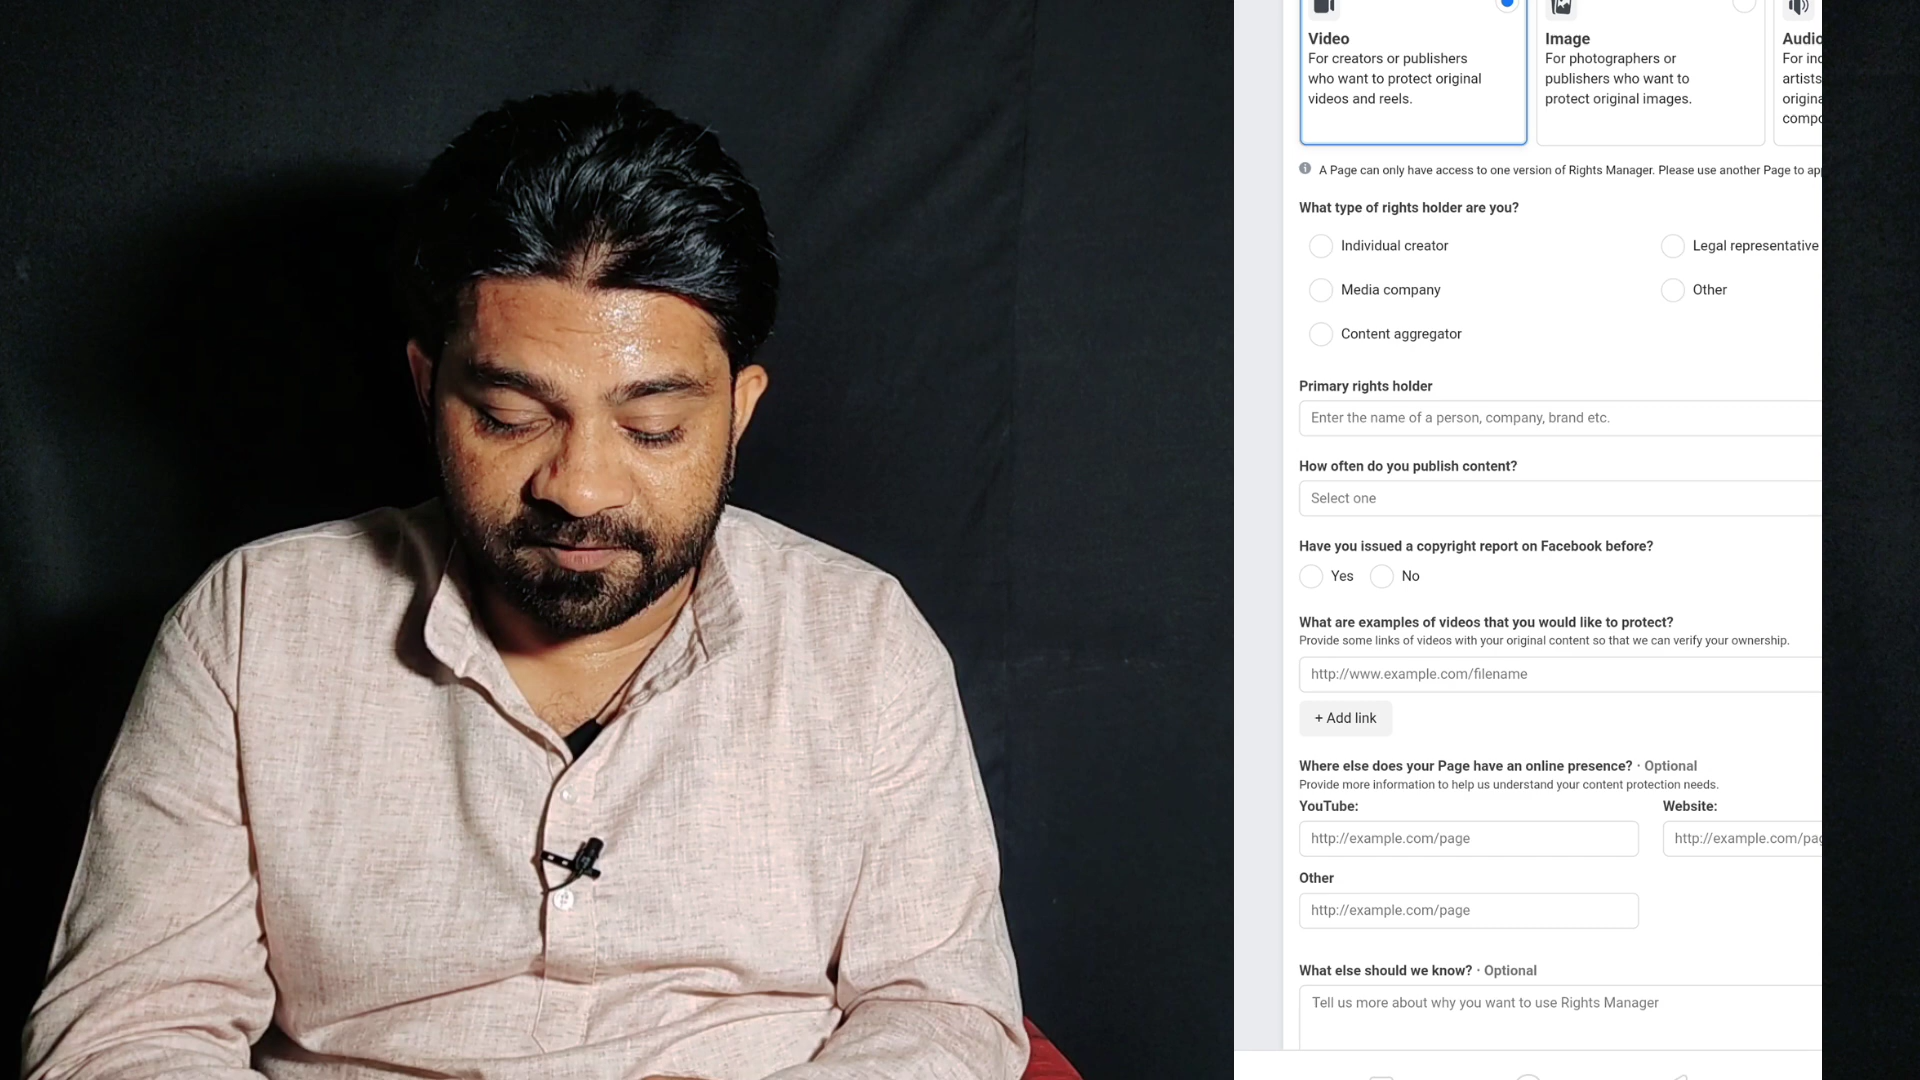 Video
For creators or publishers
who want to protect original
videos and reels.
Image
For photographers or
publishers who want to
protect original images.
Audio
For
artists
compo
A Page can only have access to one version of Rights Manager. Please use another Page to
What type of rights holder are you?
Individual creator
Legal representative
Media company
Other
Content aggregator
Primary rights holder
Enter the name of a person, company, brand etc.
How often do you publish content?
Select one
Have you issued a copyright report on Facebook before?
Yes
No
What are examples of videos that you would like to protect?
Provide some links of videos with your original content so that we can verify your ownership.
http://www.example.com/filename
+ Add link
Where else does your Page have an online presence? · Optional
Provide more information to help us understand your content protection needs.
YouTube:
Website:
http://example.com/page
http://example.com/pag
Other
http://example.com/page
What else should we know? · Optional
Tell us more about why you want to use Rights Manager